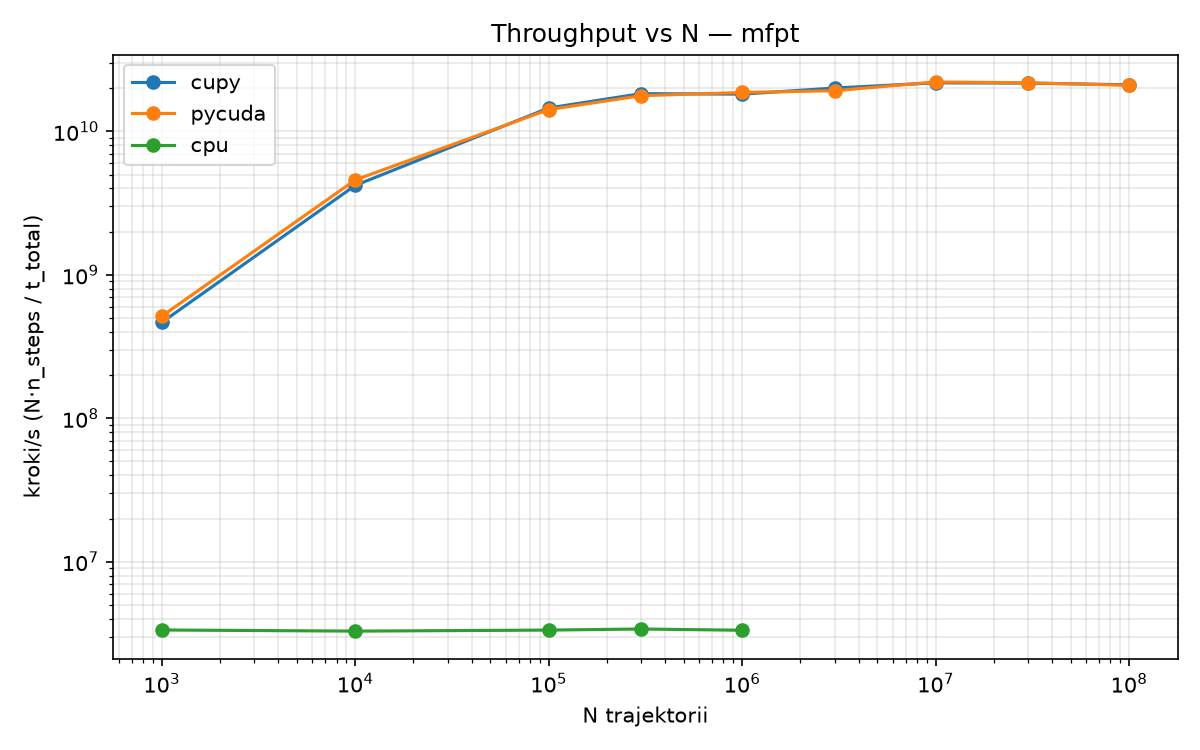 Throughput vs N — mfpt
cupy
pycuda
cpu
kroki/s (N·n_steps / t_total)
10¹⁰
10⁹
10⁸
10⁷
10³
10⁴
10⁵
10⁶
10⁷
10⁸
N trajektorii